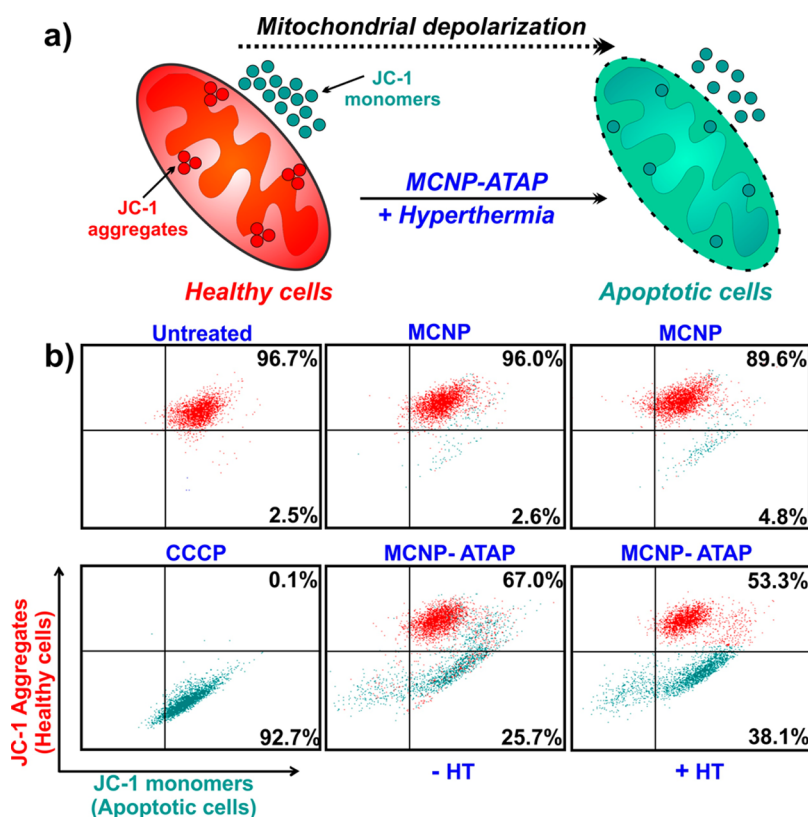 a)
Mitochondrial depolarization
JC-1
monomers
JC-1
aggregates
MCNP-ATAP
+ Hyperthermia
Healthy cells
Apoptotic cells
b)
Untreated
MCNP
MCNP
96.7%
96.0%
89.6%
2.5%
2.6%
4.8%
CCCP
MCNP- ATAP
MCNP- ATAP
0.1%
67.0%
53.3%
92.7%
25.7%
38.1%
JC-1 Aggregates
(Healthy cells)
JC-1 monomers
(Apoptotic cells)
- HT
+ HT